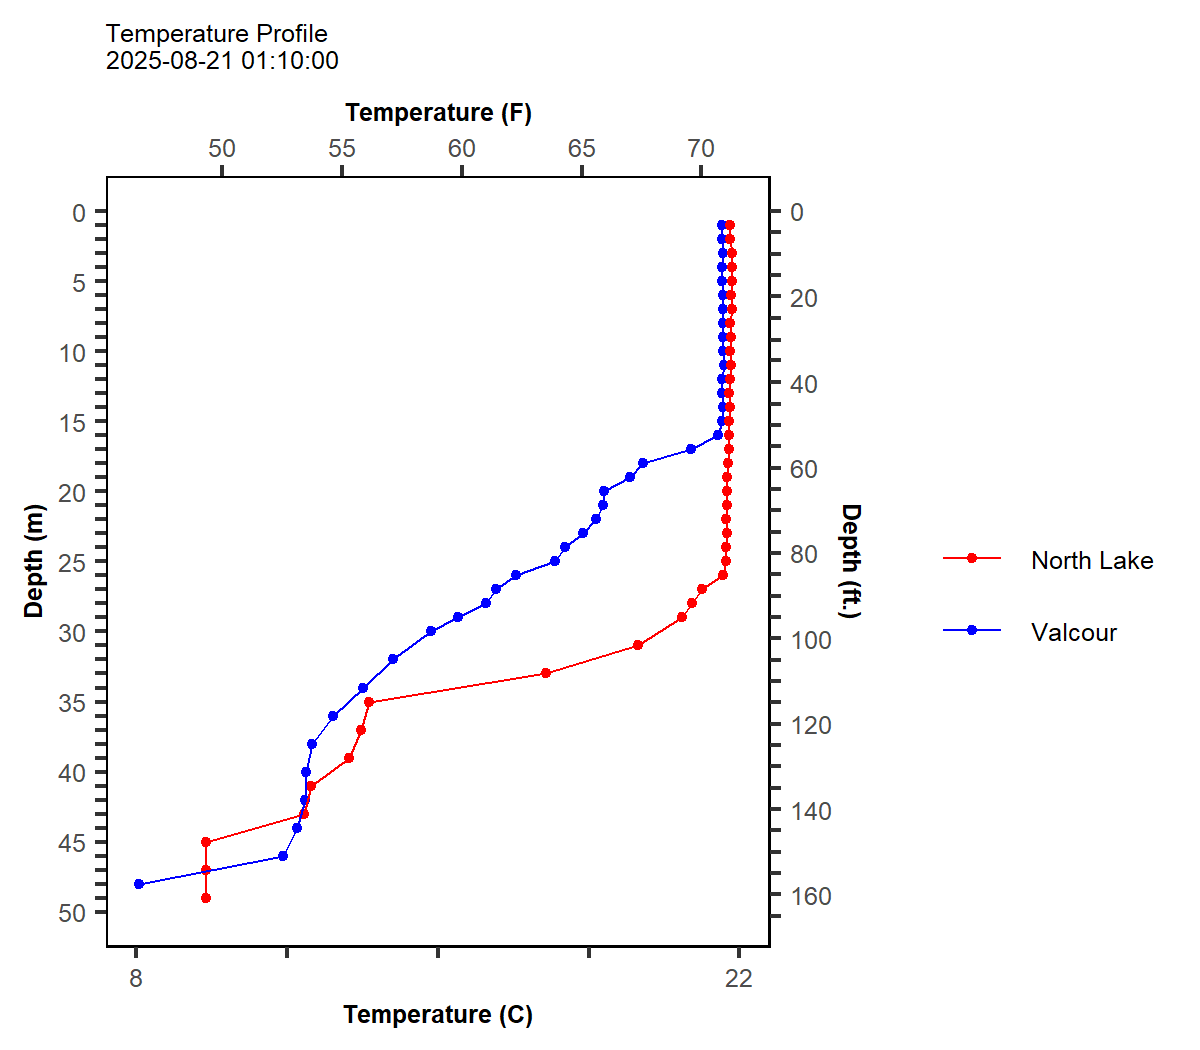 Temperature Profile
2025-08-21 01:10:00
Temperature (F)
50 55 60 65 70
0 0
5
20
10
40
15
60
20
Depth (m)
Depth (ft.)
80
25
North Lake
30
100
Valcour
35
120
40
140
45
160
50
8 22
Temperature (C)